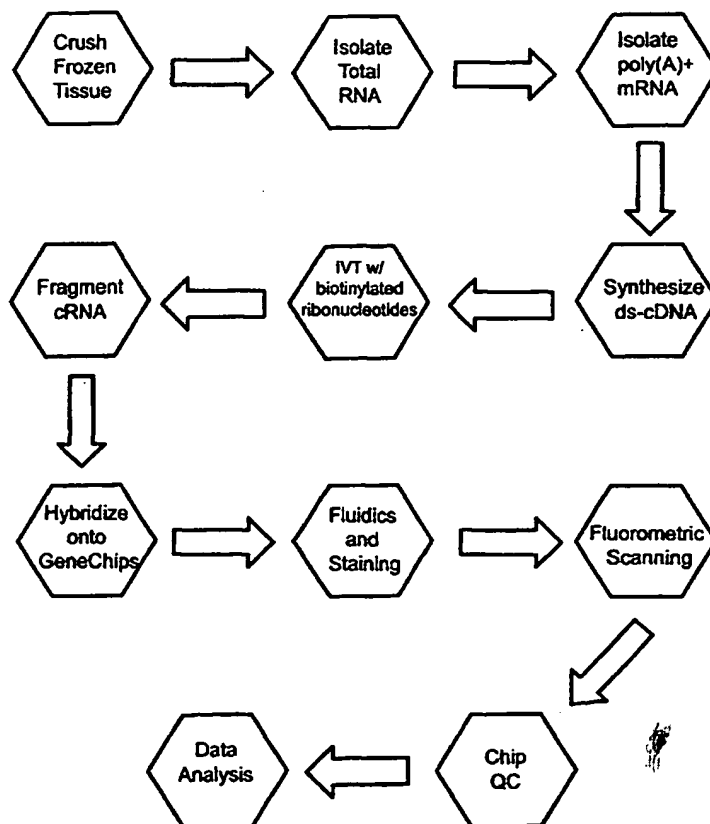 Crush
Frozen
Tissue
Isolate
Total
RNA
Isolate
poly(A)+
mRNA
Synthesize
ds-cDNA
IVT w/
biotinylated
ribonucleotides
Fragment
cRNA
Hybridize
onto
GeneChips
Fluidics
and
Staining
Fluorometric
Scanning
Chip
QC
Data
Analysis